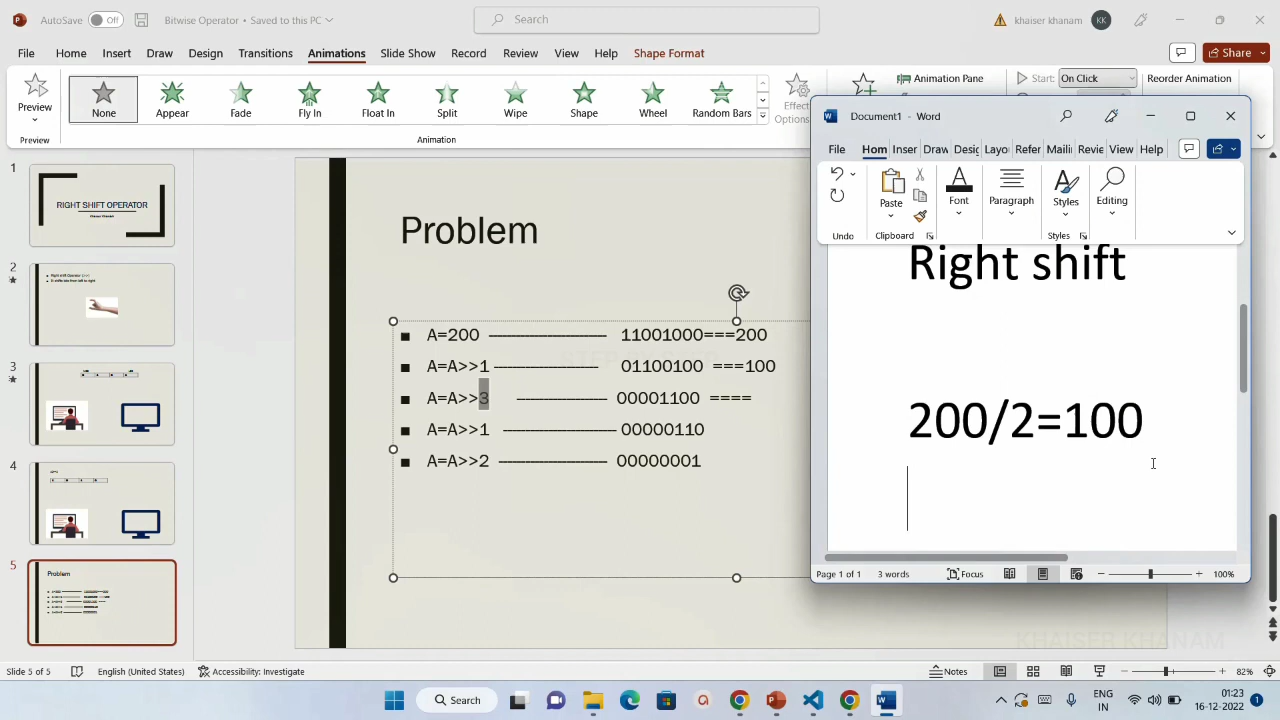 AutoSave Off Bitwise Operator • Saved to this PC Search khaiser khanam KK
File Home Insert Draw Design Transitions Animations Slide Show Record Review View Help Shape Format Share
Preview None Appear Fade Fly In Float In Split Wipe Shape Wheel Random Bars Effect Options Animation Pane Start: On Click Reorder Animation
Preview Animation
1
RIGHT SHIFT OPERATOR
2
3
4
5
Problem
Problem
A=200 11001000===200
A=A>>1 01100100 ===100
A=A>>3 00001100 ====
A=A>>1 00000110
A=A>>2 00000001
Document1 - Word
File Hom Inser Draw Desig Layo Refer Mailin Revie View Help
Paste Font Paragraph Styles Editing
Undo Clipboard Styles
Right shift
200/2=100
Page 1 of 1 3 words Focus 100%
KHAISER KHANAM
Slide 5 of 5 English (United States) Accessibility: Investigate Notes 82%
Search ENG IN 01:23 16-12-2022